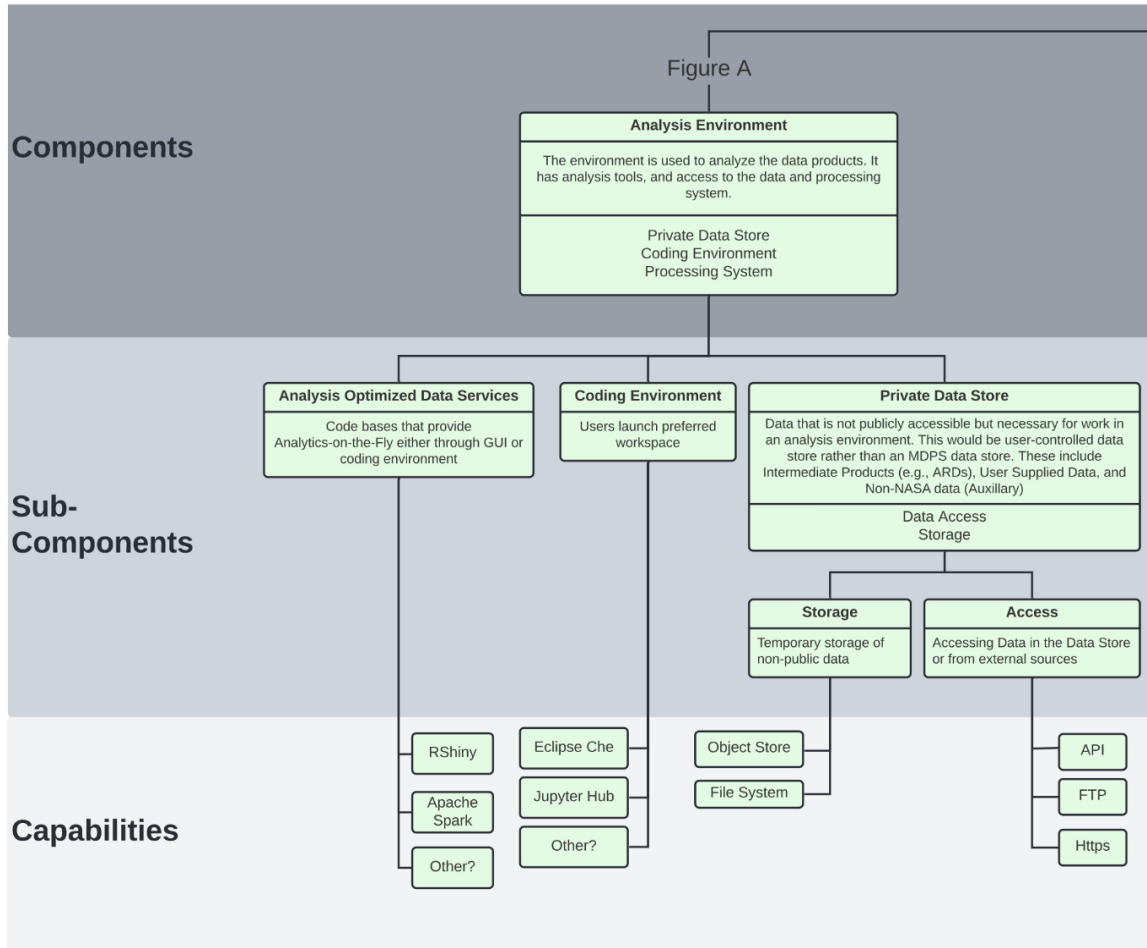 Figure A
Components
Analysis Environment
The environment is used to analyze the data products. It
has analysis tools, and access to the data and processing
system.
Private Data Store
Coding Environment
Processing System
Sub-
Components
Analysis Optimized Data Services
Code bases that provide
Analytics-on-the-Fly either through GUI or
coding environment
Coding Environment
Users launch preferred
workspace
Private Data Store
Data that is not publicly accessible but necessary for work in
an analysis environment. This would be user-controlled data
store rather than an MDPS data store. These include
Intermediate Products (e.g., ARDs), User Supplied Data, and
Non-NASA data (Auxillary)
Data Access
Storage
Storage
Temporary storage of
non-public data
Access
Accessing Data in the Data Store
or from external sources
Capabilities
RShiny
Apache
Spark
Other?
Eclipse Che
Jupyter Hub
Other?
Object Store
File System
API
FTP
Https